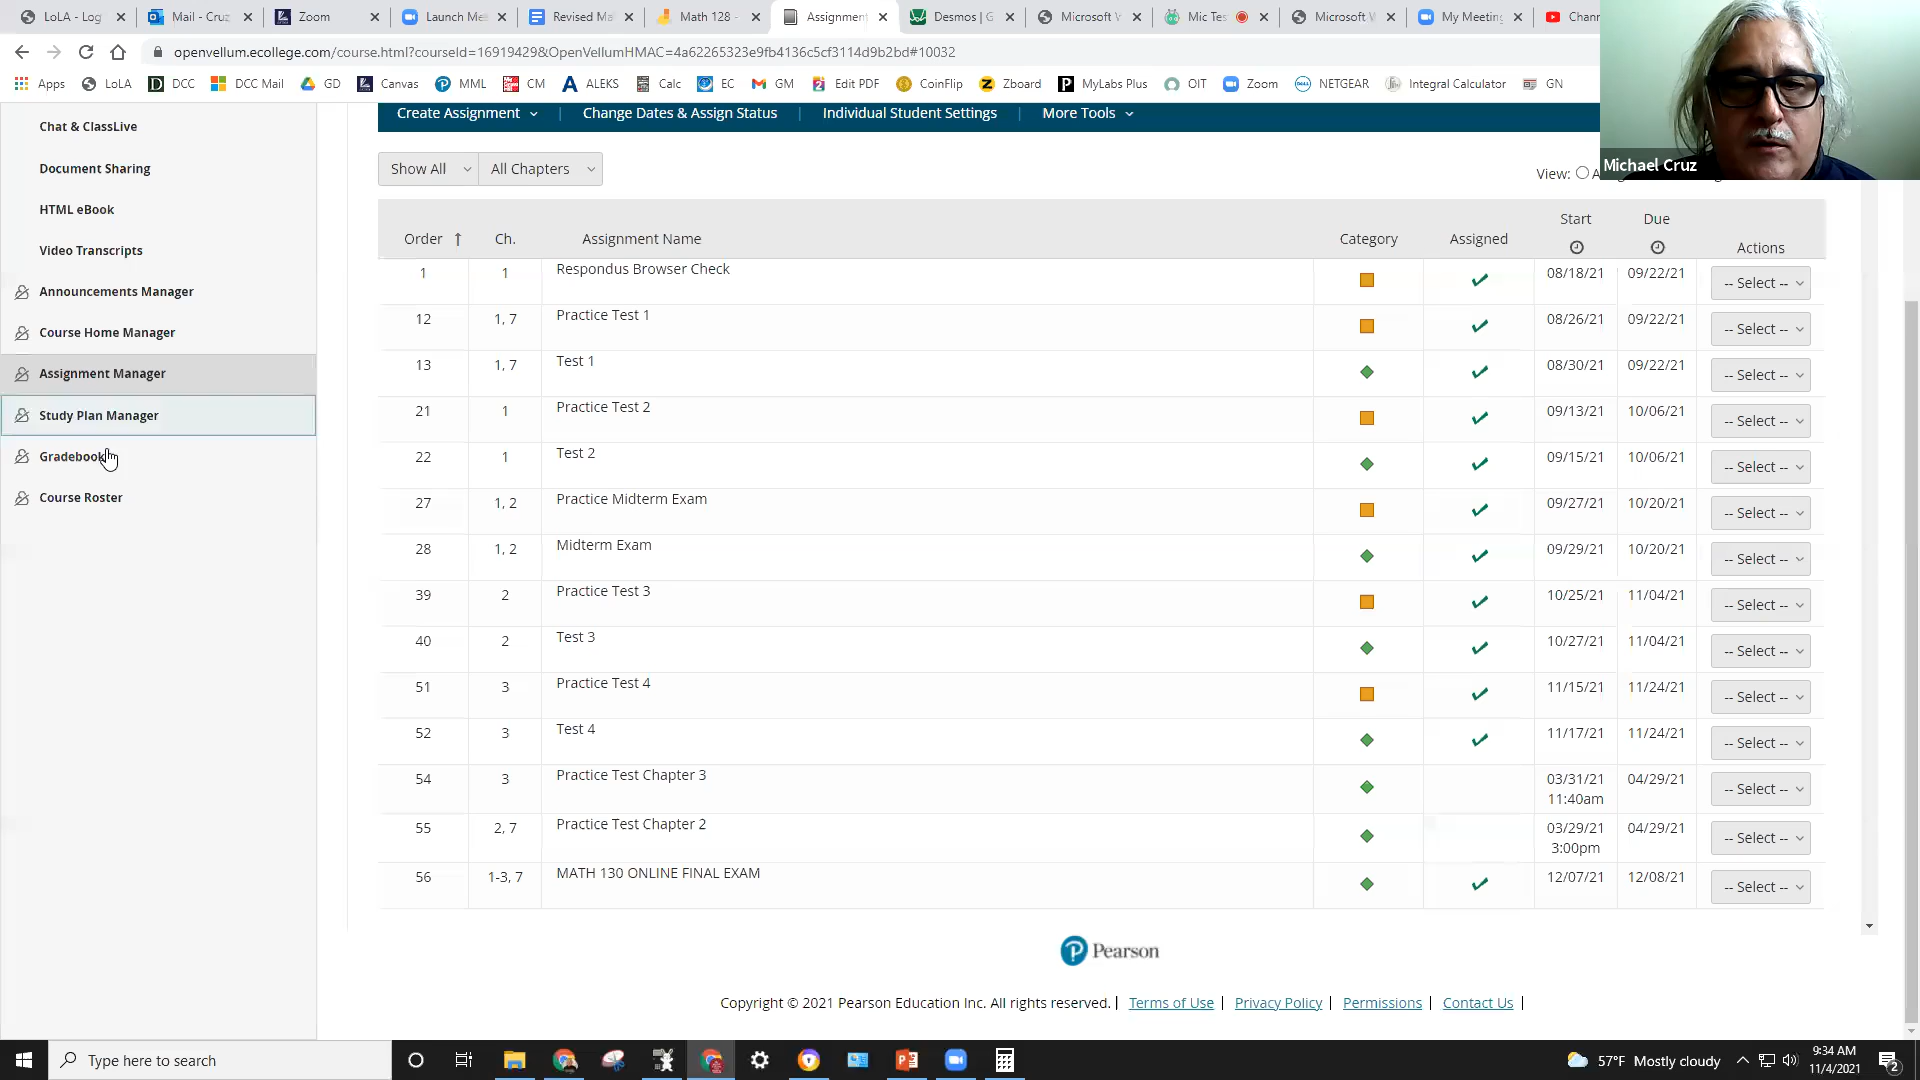 LoLA - Log
Mail - Cruz
Zoom
Launch Me
Revised Ma
Math 128 -
Assignment
Desmos | G
Microsoft V
Mic Tes
Microsoft W
My Meeting
Chann
openvellum.ecollege.com/course.html?courseId=16919429&OpenVellumHMAC=4a62265323e9fb4136c5cf3114d9b2bd#10032
Apps LoLA DCC DCC Mail GD Canvas MML CM ALEKS Calc EC GM Edit PDF CoinFlip Zboard MyLabs Plus OIT Zoom NETGEAR Integral Calculator GN
Michael Cruz
Chat & ClassLive
Document Sharing
HTML eBook
Video Transcripts
Announcements Manager
Course Home Manager
Assignment Manager
Study Plan Manager
Gradebook
Course Roster
Create Assignment | Change Dates & Assign Status | Individual Student Settings | More Tools
Show All All Chapters
View:
Order ↑ Ch. Assignment Name Category Assigned Start Due Actions
1 1 Respondus Browser Check 08/18/21 09/22/21 -- Select --
12 1, 7 Practice Test 1 08/26/21 09/22/21 -- Select --
13 1, 7 Test 1 08/30/21 09/22/21 -- Select --
21 1 Practice Test 2 09/13/21 10/06/21 -- Select --
22 1 Test 2 09/15/21 10/06/21 -- Select --
27 1, 2 Practice Midterm Exam 09/27/21 10/20/21 -- Select --
28 1, 2 Midterm Exam 09/29/21 10/20/21 -- Select --
39 2 Practice Test 3 10/25/21 11/04/21 -- Select --
40 2 Test 3 10/27/21 11/04/21 -- Select --
51 3 Practice Test 4 11/15/21 11/24/21 -- Select --
52 3 Test 4 11/17/21 11/24/21 -- Select --
54 3 Practice Test Chapter 3 03/31/21 04/29/21 -- Select --
11:40am
55 2, 7 Practice Test Chapter 2 03/29/21 04/29/21 -- Select --
3:00pm
56 1-3, 7 MATH 130 ONLINE FINAL EXAM 12/07/21 12/08/21 -- Select --
P Pearson
Copyright © 2021 Pearson Education Inc. All rights reserved. | Terms of Use | Privacy Policy | Permissions | Contact Us |
Type here to search
57°F Mostly cloudy
9:34 AM
11/4/2021
2